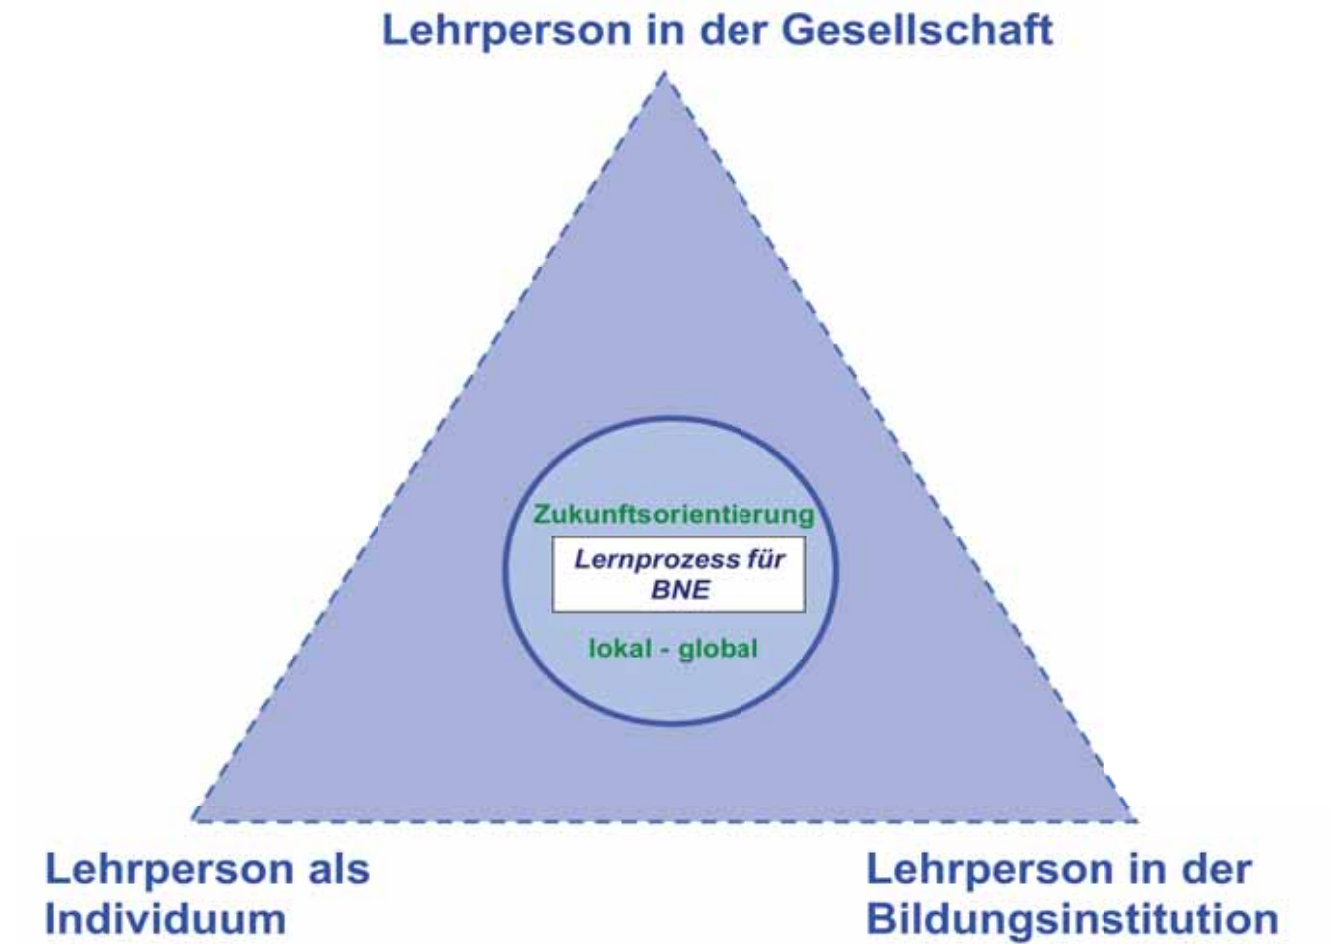 Lehrperson in der Gesellschaft
Zukunftsorientierung
Lernprozess für
BNE
lokal - global
Lehrperson als
Individuum
Lehrperson in der
Bildungsinstitution